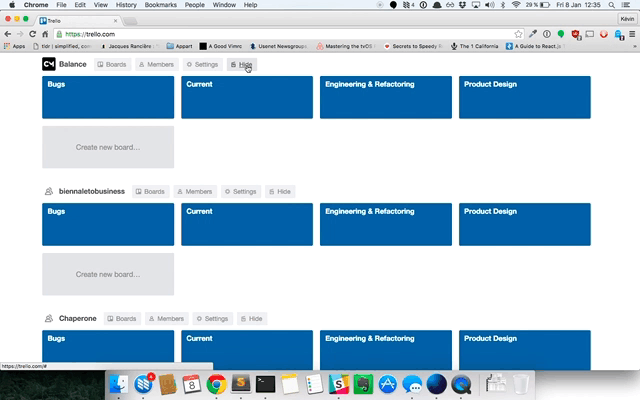 Chrome File Edit View History Bookmarks People Window Help
4 29 % Fri 8 Jan 12:35
Trello
Kévin
https://trello.com
tldr | simplified, com
Jacques Rancière
Appart
A Good Vimrc
Usenet Newsgroups
Mastering the tvOS
Secrets to Speedy R
The 1 California
A Guide to React.js
Balance Boards Members Settings Hide
Bugs Current Engineering & Refactoring Product Design
Create new board…
biennaletobusiness Boards Members Settings Hide
Bugs Current Engineering & Refactoring Product Design
Create new board…
Chaperone Boards Members Settings Hide
Bugs Current Engineering & Refactoring Product Design
https://trello.com/#
8